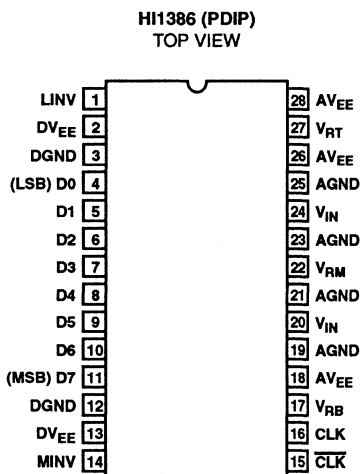 HI1386 (PDIP)
TOP VIEW
LINV 1 28 AVEE
DVEE 2 27 VRT
DGND 3 26 AVEE
(LSB) D0 4 25 AGND
D1 5 24 VIN
D2 6 23 AGND
D3 7 22 VRM
D4 8 21 AGND
D5 9 20 VIN
D6 10 19 AGND
(MSB) D7 11 18 AVEE
DGND 12 17 VRB
DVEE 13 16 CLK
MINV 14 15 C̅L̅K̅